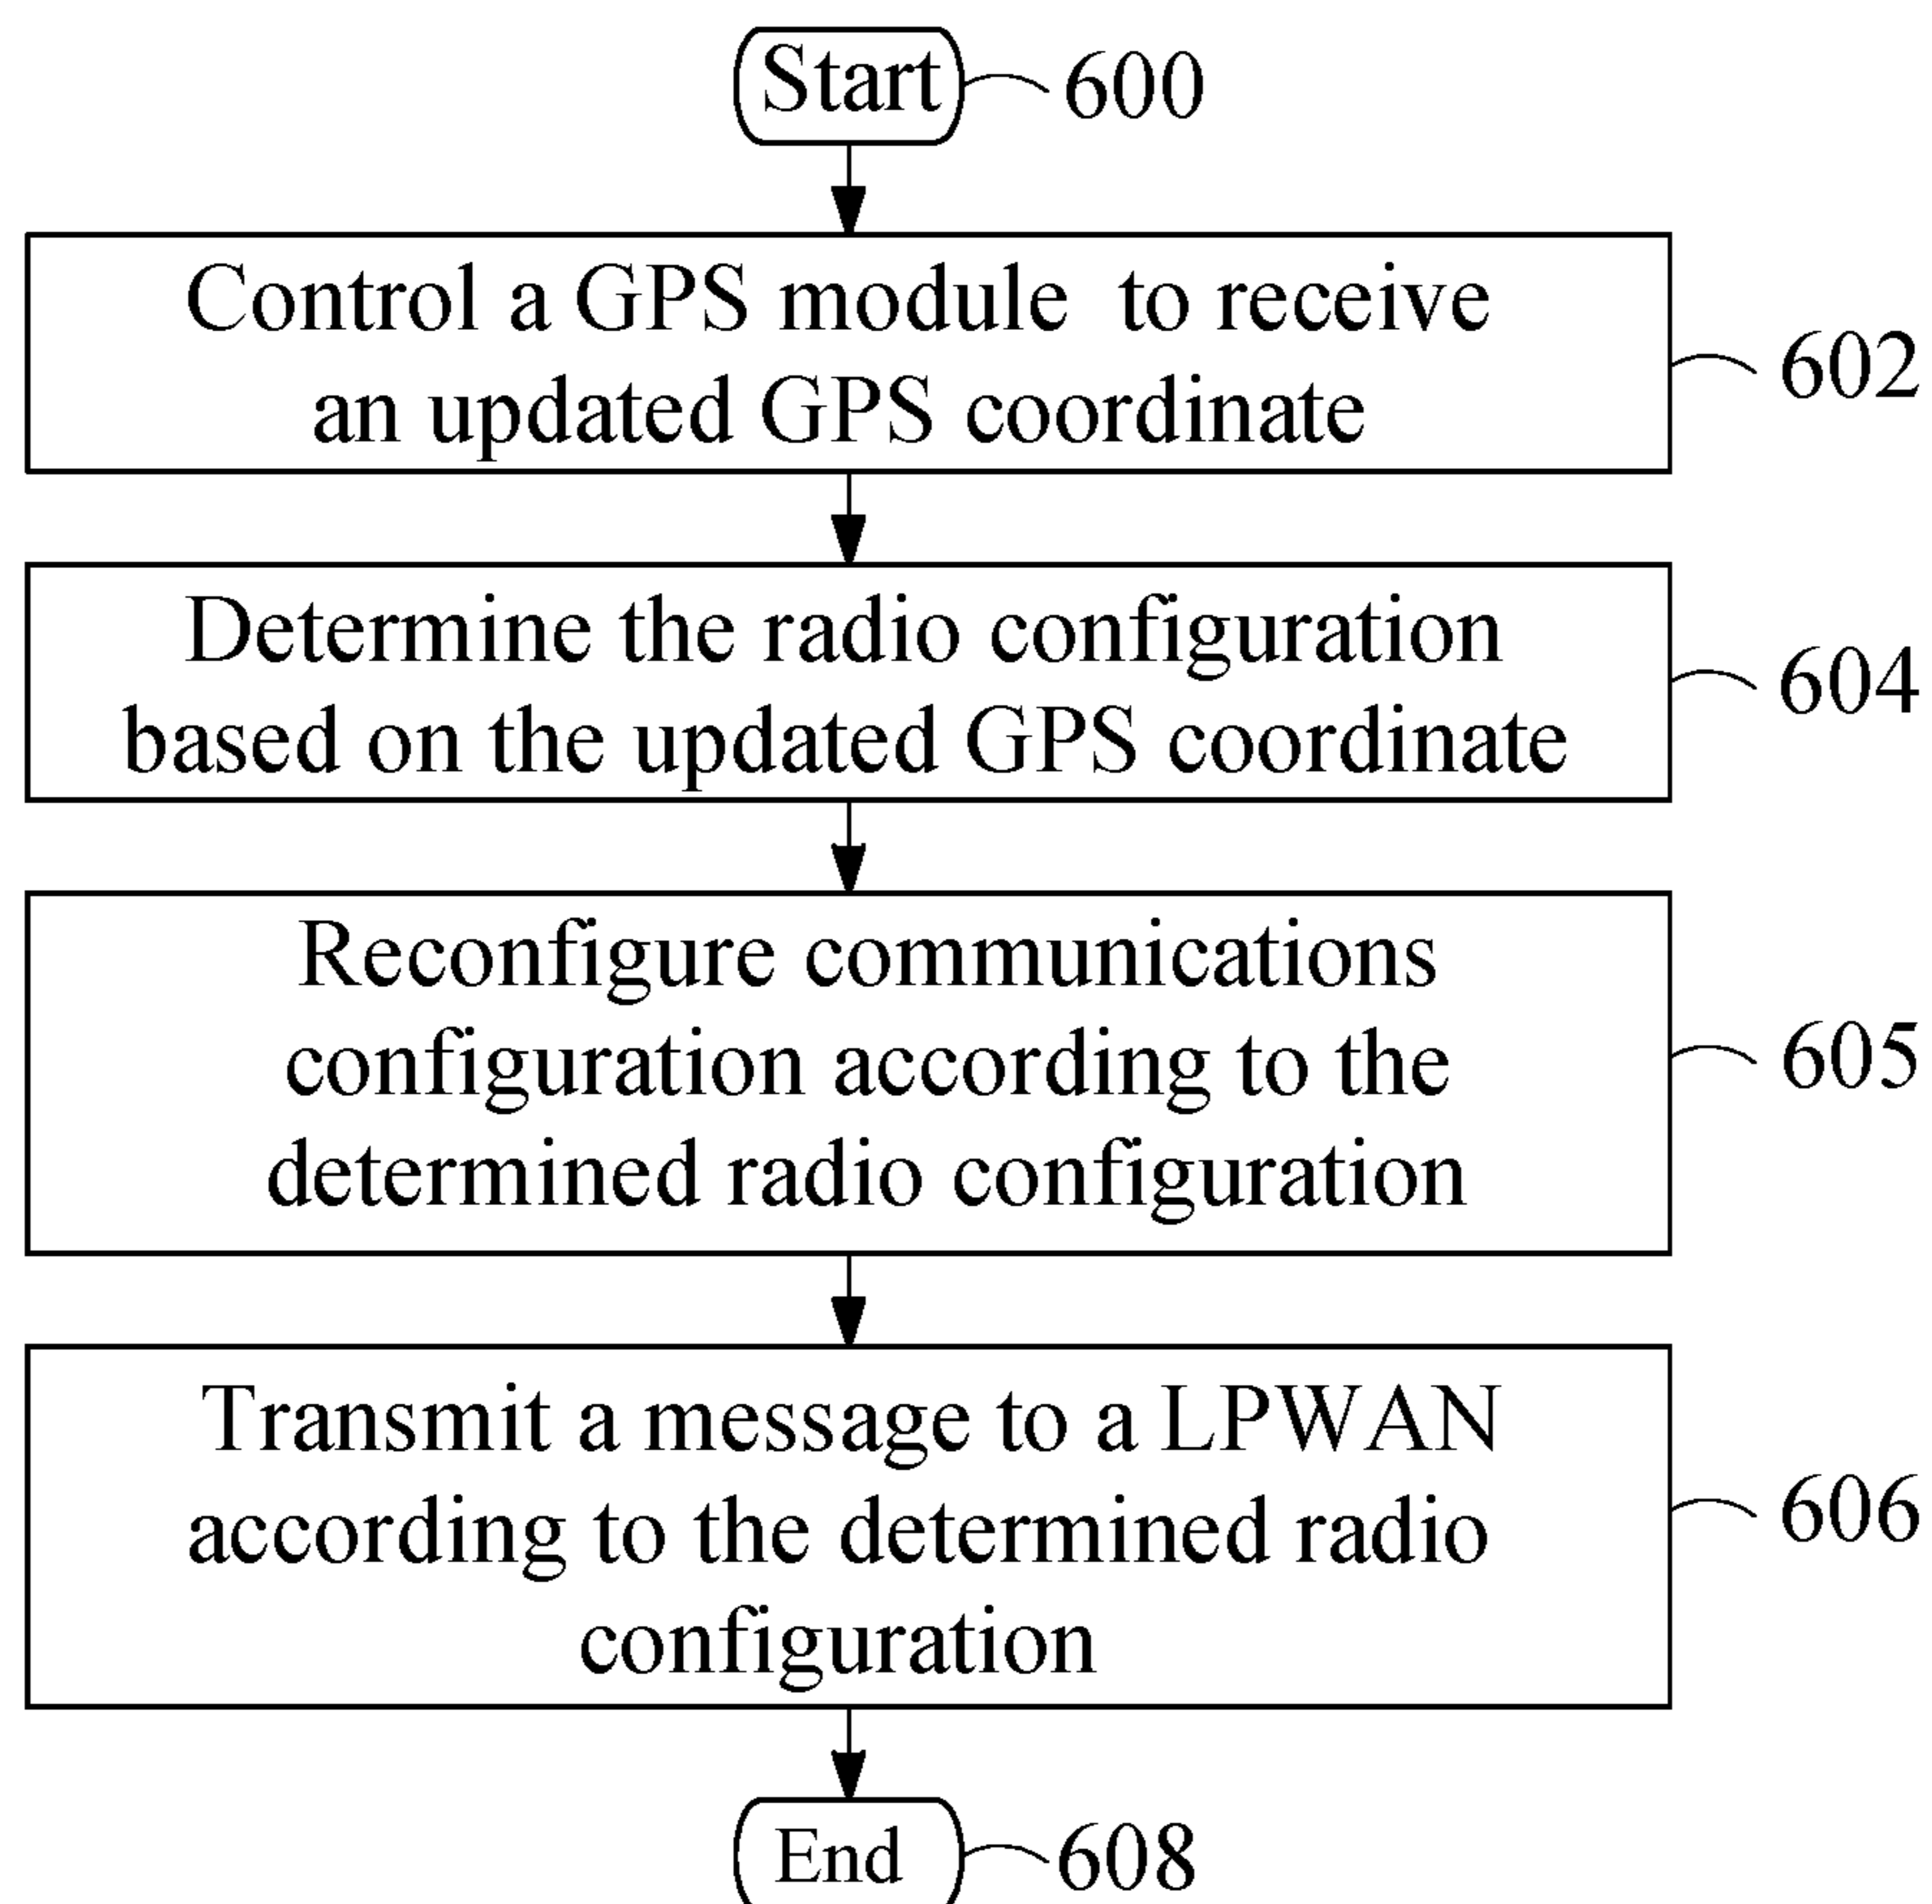 Start 600
Control a GPS module to receive
an updated GPS coordinate
602
Determine the radio configuration
based on the updated GPS coordinate
604
Reconfigure communications
configuration according to the
determined radio configuration
605
Transmit a message to a LPWAN
according to the determined radio
configuration
606
End 608